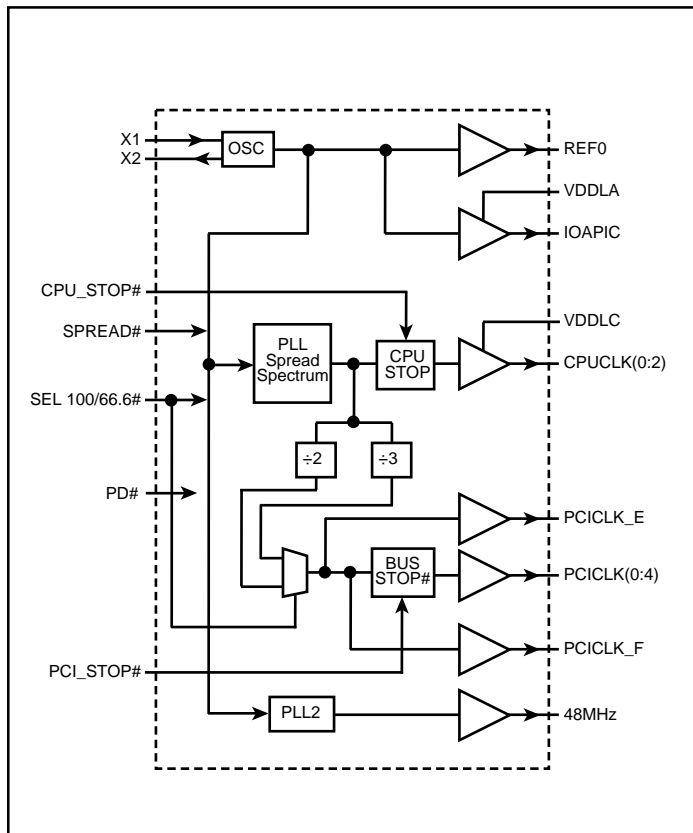 X1
X2
OSC
REF0
VDDLA
IOAPIC
CPU_STOP#
SPREAD#
PLL
Spread
Spectrum
CPU
STOP
VDDLC
CPUCLK(0:2)
SEL 100/66.6#
÷2
÷3
PD#
PCICLK_E
BUS
STOP#
PCICLK(0:4)
PCICLK_F
PCI_STOP#
PLL2
48MHz